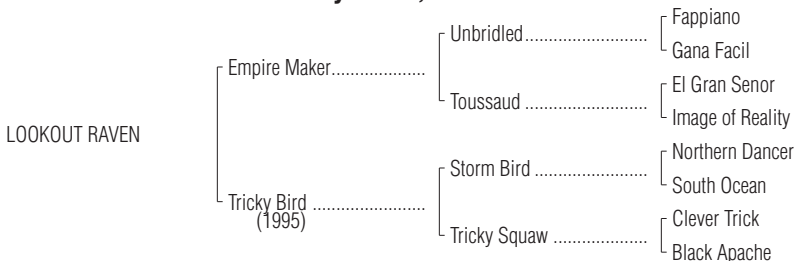 Fappiano
Unbridled
Gana Facil
Empire Maker
El Gran Senor
Toussaud
Image of Reality
LOOKOUT RAVEN
Northern Dancer
Storm Bird
South Ocean
Tricky Bird
(1995)
Clever Trick
Tricky Squaw
Black Apache